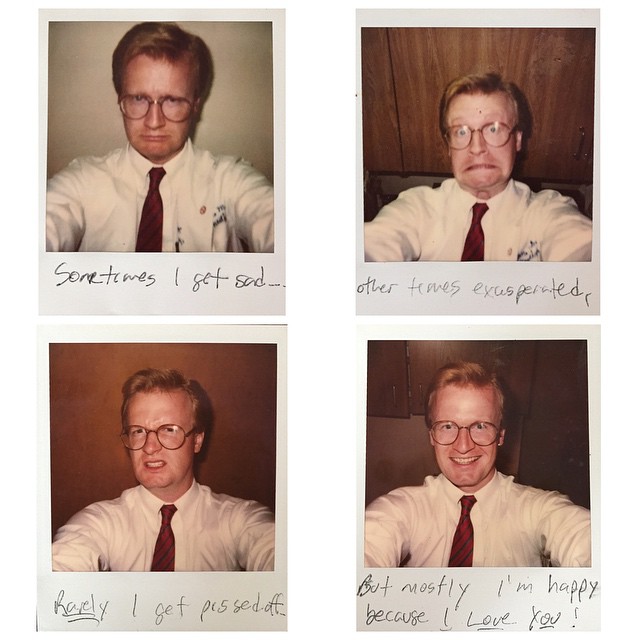 Sometimes I get sad...
other times exasperated,
Rarely I get pissed off...
But mostly I'm happy
because I Love You!